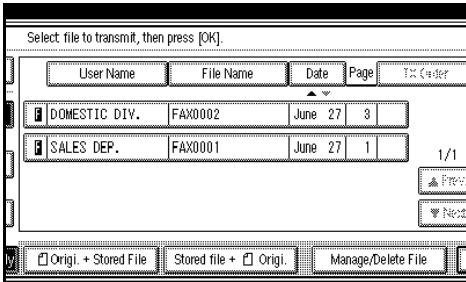 Select file to transmit, then press [OK].
User Name File Name Date Page TX Order
▲ ▼
F DOMESTIC DIV. FAX0002 June 27 3
F SALES DEP. FAX0001 June 27 1
1/1
▲ Prev.
▼ Next
Origi. + Stored File Stored file + Origi. Manage/Delete File